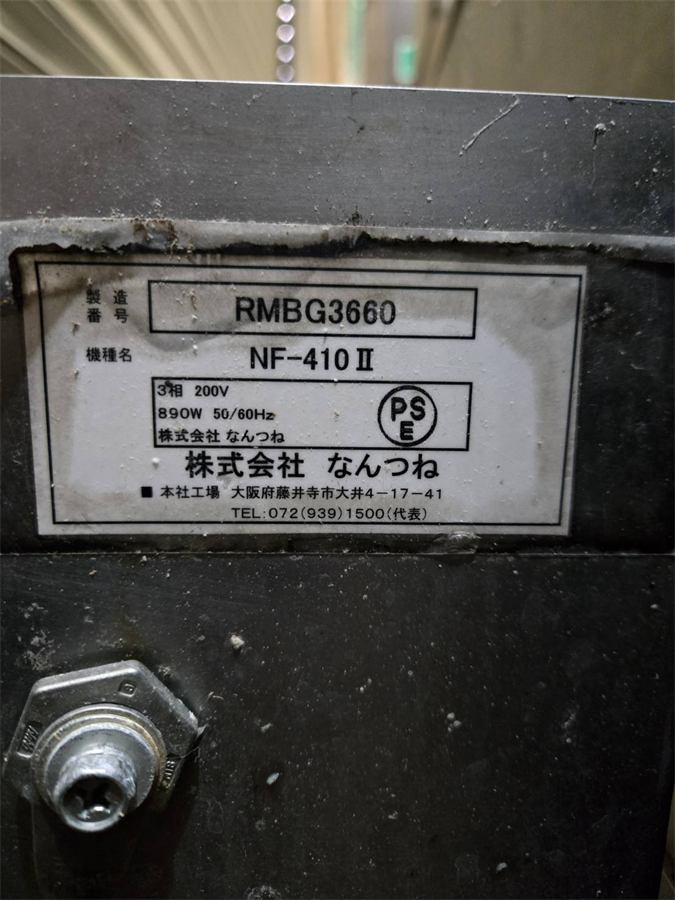 製造番号 RMBG3660
機種名 NF-410Ⅱ
3相 200V
890W 50/60Hz
株式会社 なんつね
PSE
株式会社 なんつね
■ 本社工場 大阪府藤井寺市大井4-17-41
TEL:072(939)1500(代表)